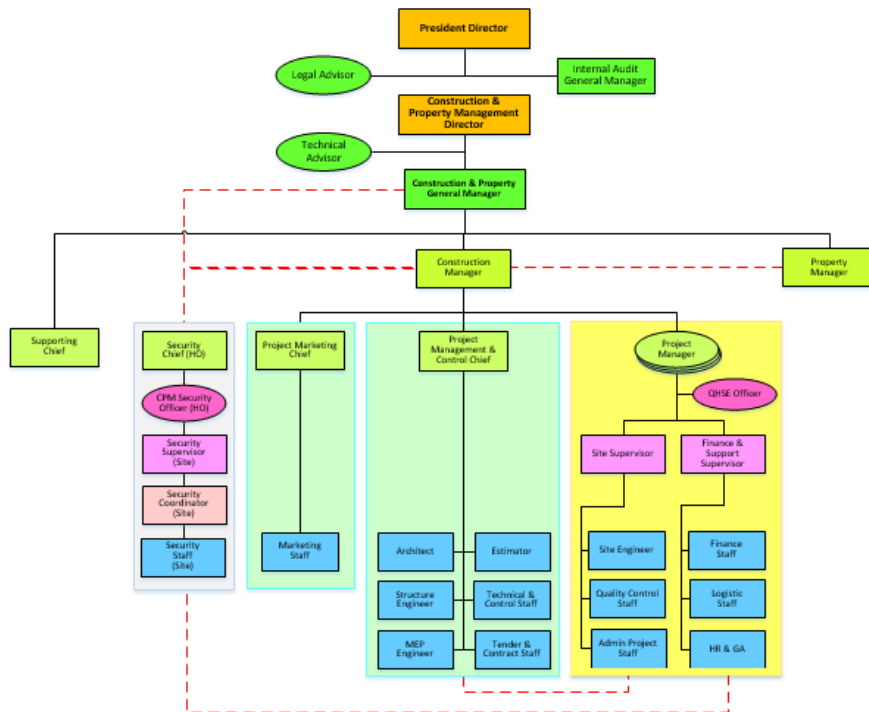 President Director
Legal Advisor
Internal Audit
General Manager
Construction &
Property Management
Director
Technical
Advisor
Construction & Property
General Manager
Construction
Manager
Property
Manager
Supporting
Chief
Security
Chief (HO)
Project Marketing
Chief
Project
Management &
Control Chief
Project
Manager
CPM Security
Officer (HO)
QHSE Officer
Security
Supervisor
(Site)
Site Supervisor
Finance &
Support
Supervisor
Security
Coordinator
(Site)
Security
Staff
(Site)
Marketing
Staff
Architect
Estimator
Site Engineer
Finance
Staff
Structure
Engineer
Technical &
Control Staff
Quality Control
Staff
Logistic
Staff
MEP
Engineer
Tender &
Contract Staff
Admin Project
Staff
HR & GA